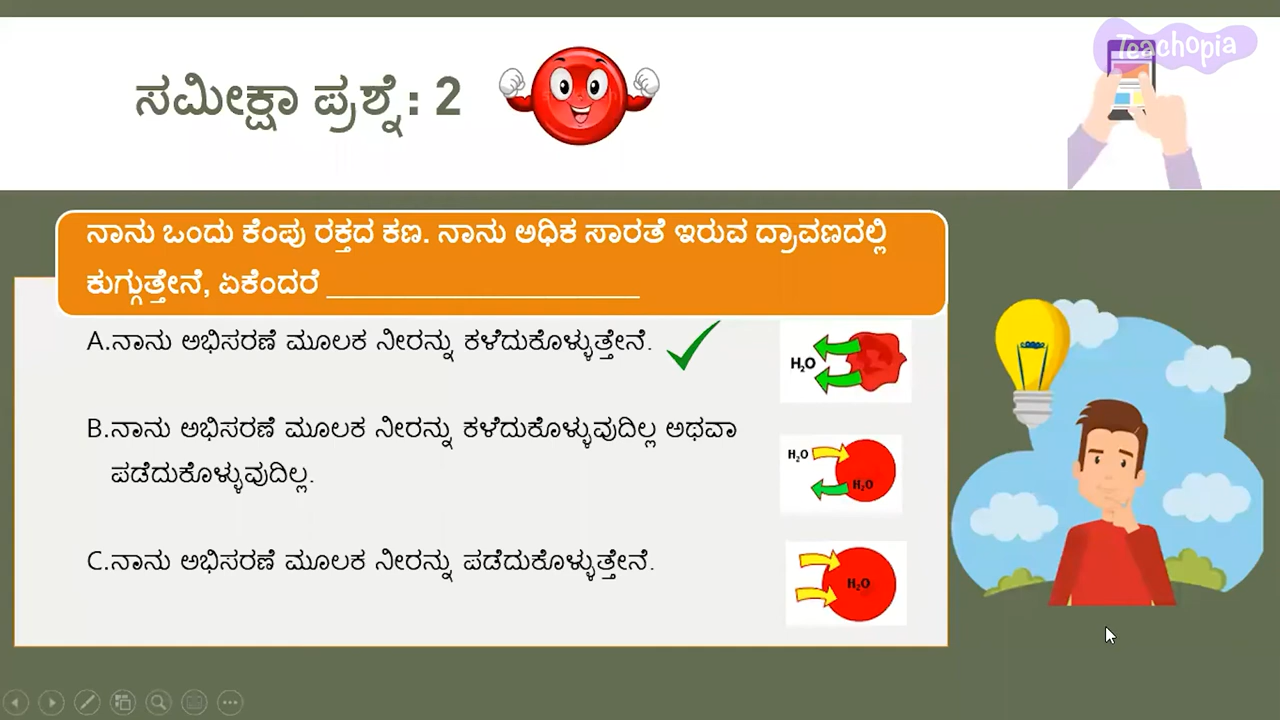 Teachopia
ಸಮೀಕ್ಷಾ ಪ್ರಶ್ನೆ: 2
ನಾನು ಒಂದು ಕೆಂಪು ರಕ್ತದ ಕಣ. ನಾನು ಅಧಿಕ ಸಾರತೆ ಇರುವ ದ್ರಾವಣದಲ್ಲಿ
ಕುಗ್ಗುತ್ತೇನೆ, ಏಕೆಂದರೆ ____________________
A.ನಾನು ಅಭಿಸರಣೆ ಮೂಲಕ ನೀರನ್ನು ಕಳೆದುಕೊಳ್ಳುತ್ತೇನೆ.
H₂O
B.ನಾನು ಅಭಿಸರಣೆ ಮೂಲಕ ನೀರನ್ನು ಕಳೆದುಕೊಳ್ಳುವುದಿಲ್ಲ ಅಥವಾ
ಪಡೆದುಕೊಳ್ಳುವುದಿಲ್ಲ.
H₂O
H₂O
C.ನಾನು ಅಭಿಸರಣೆ ಮೂಲಕ ನೀರನ್ನು ಪಡೆದುಕೊಳ್ಳುತ್ತೇನೆ.
H₂O